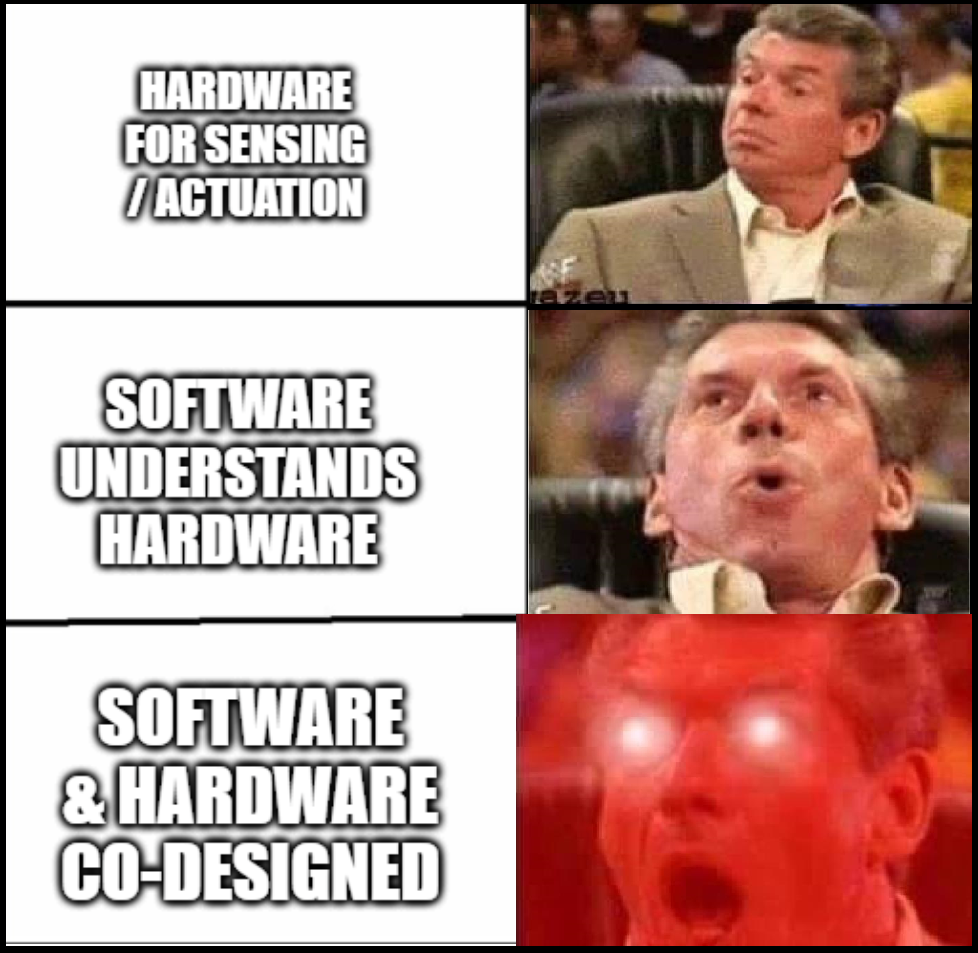 HARDWARE
FOR SENSING
/ ACTUATION
SOFTWARE
UNDERSTANDS
HARDWARE
SOFTWARE
& HARDWARE
CO-DESIGNED